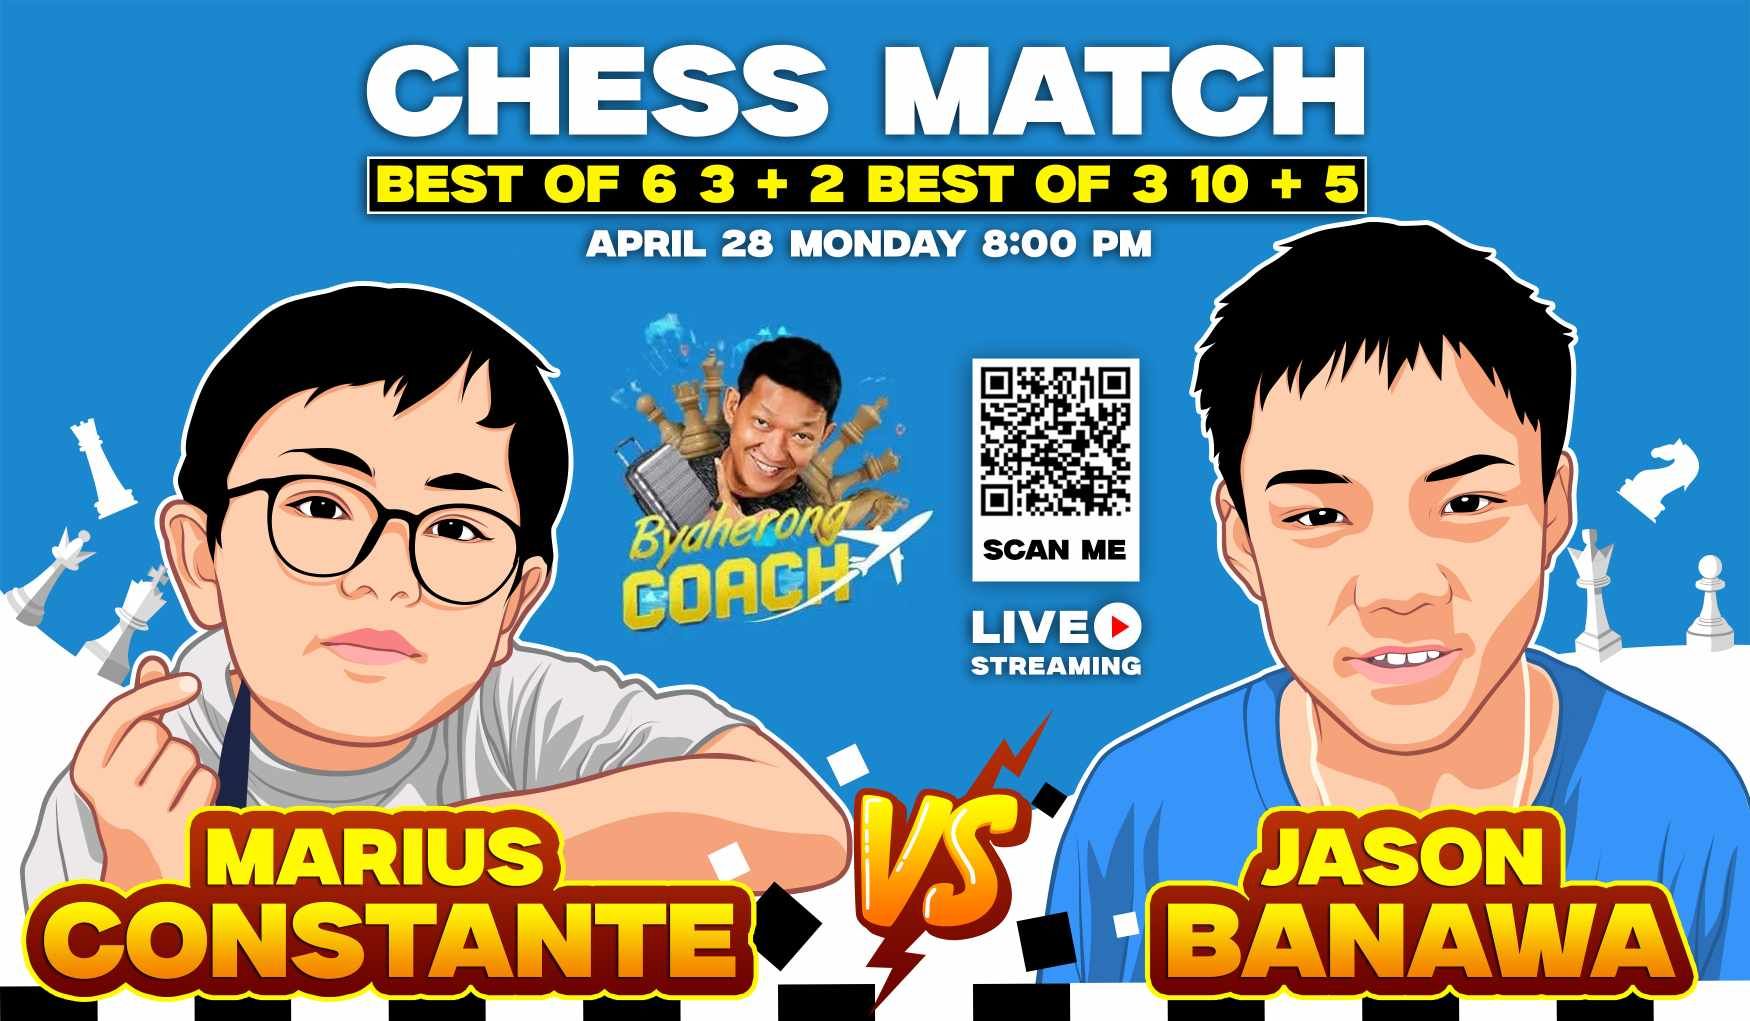 CHESS MATCH
BEST OF 6 3 + 2 BEST OF 3 10 + 5
APRIL 28 MONDAY 8:00 PM
Byaherong
COACH
SCAN ME
LIVE
STREAMING
MARIUS
CONSTANTE
VS
JASON
BANAWA